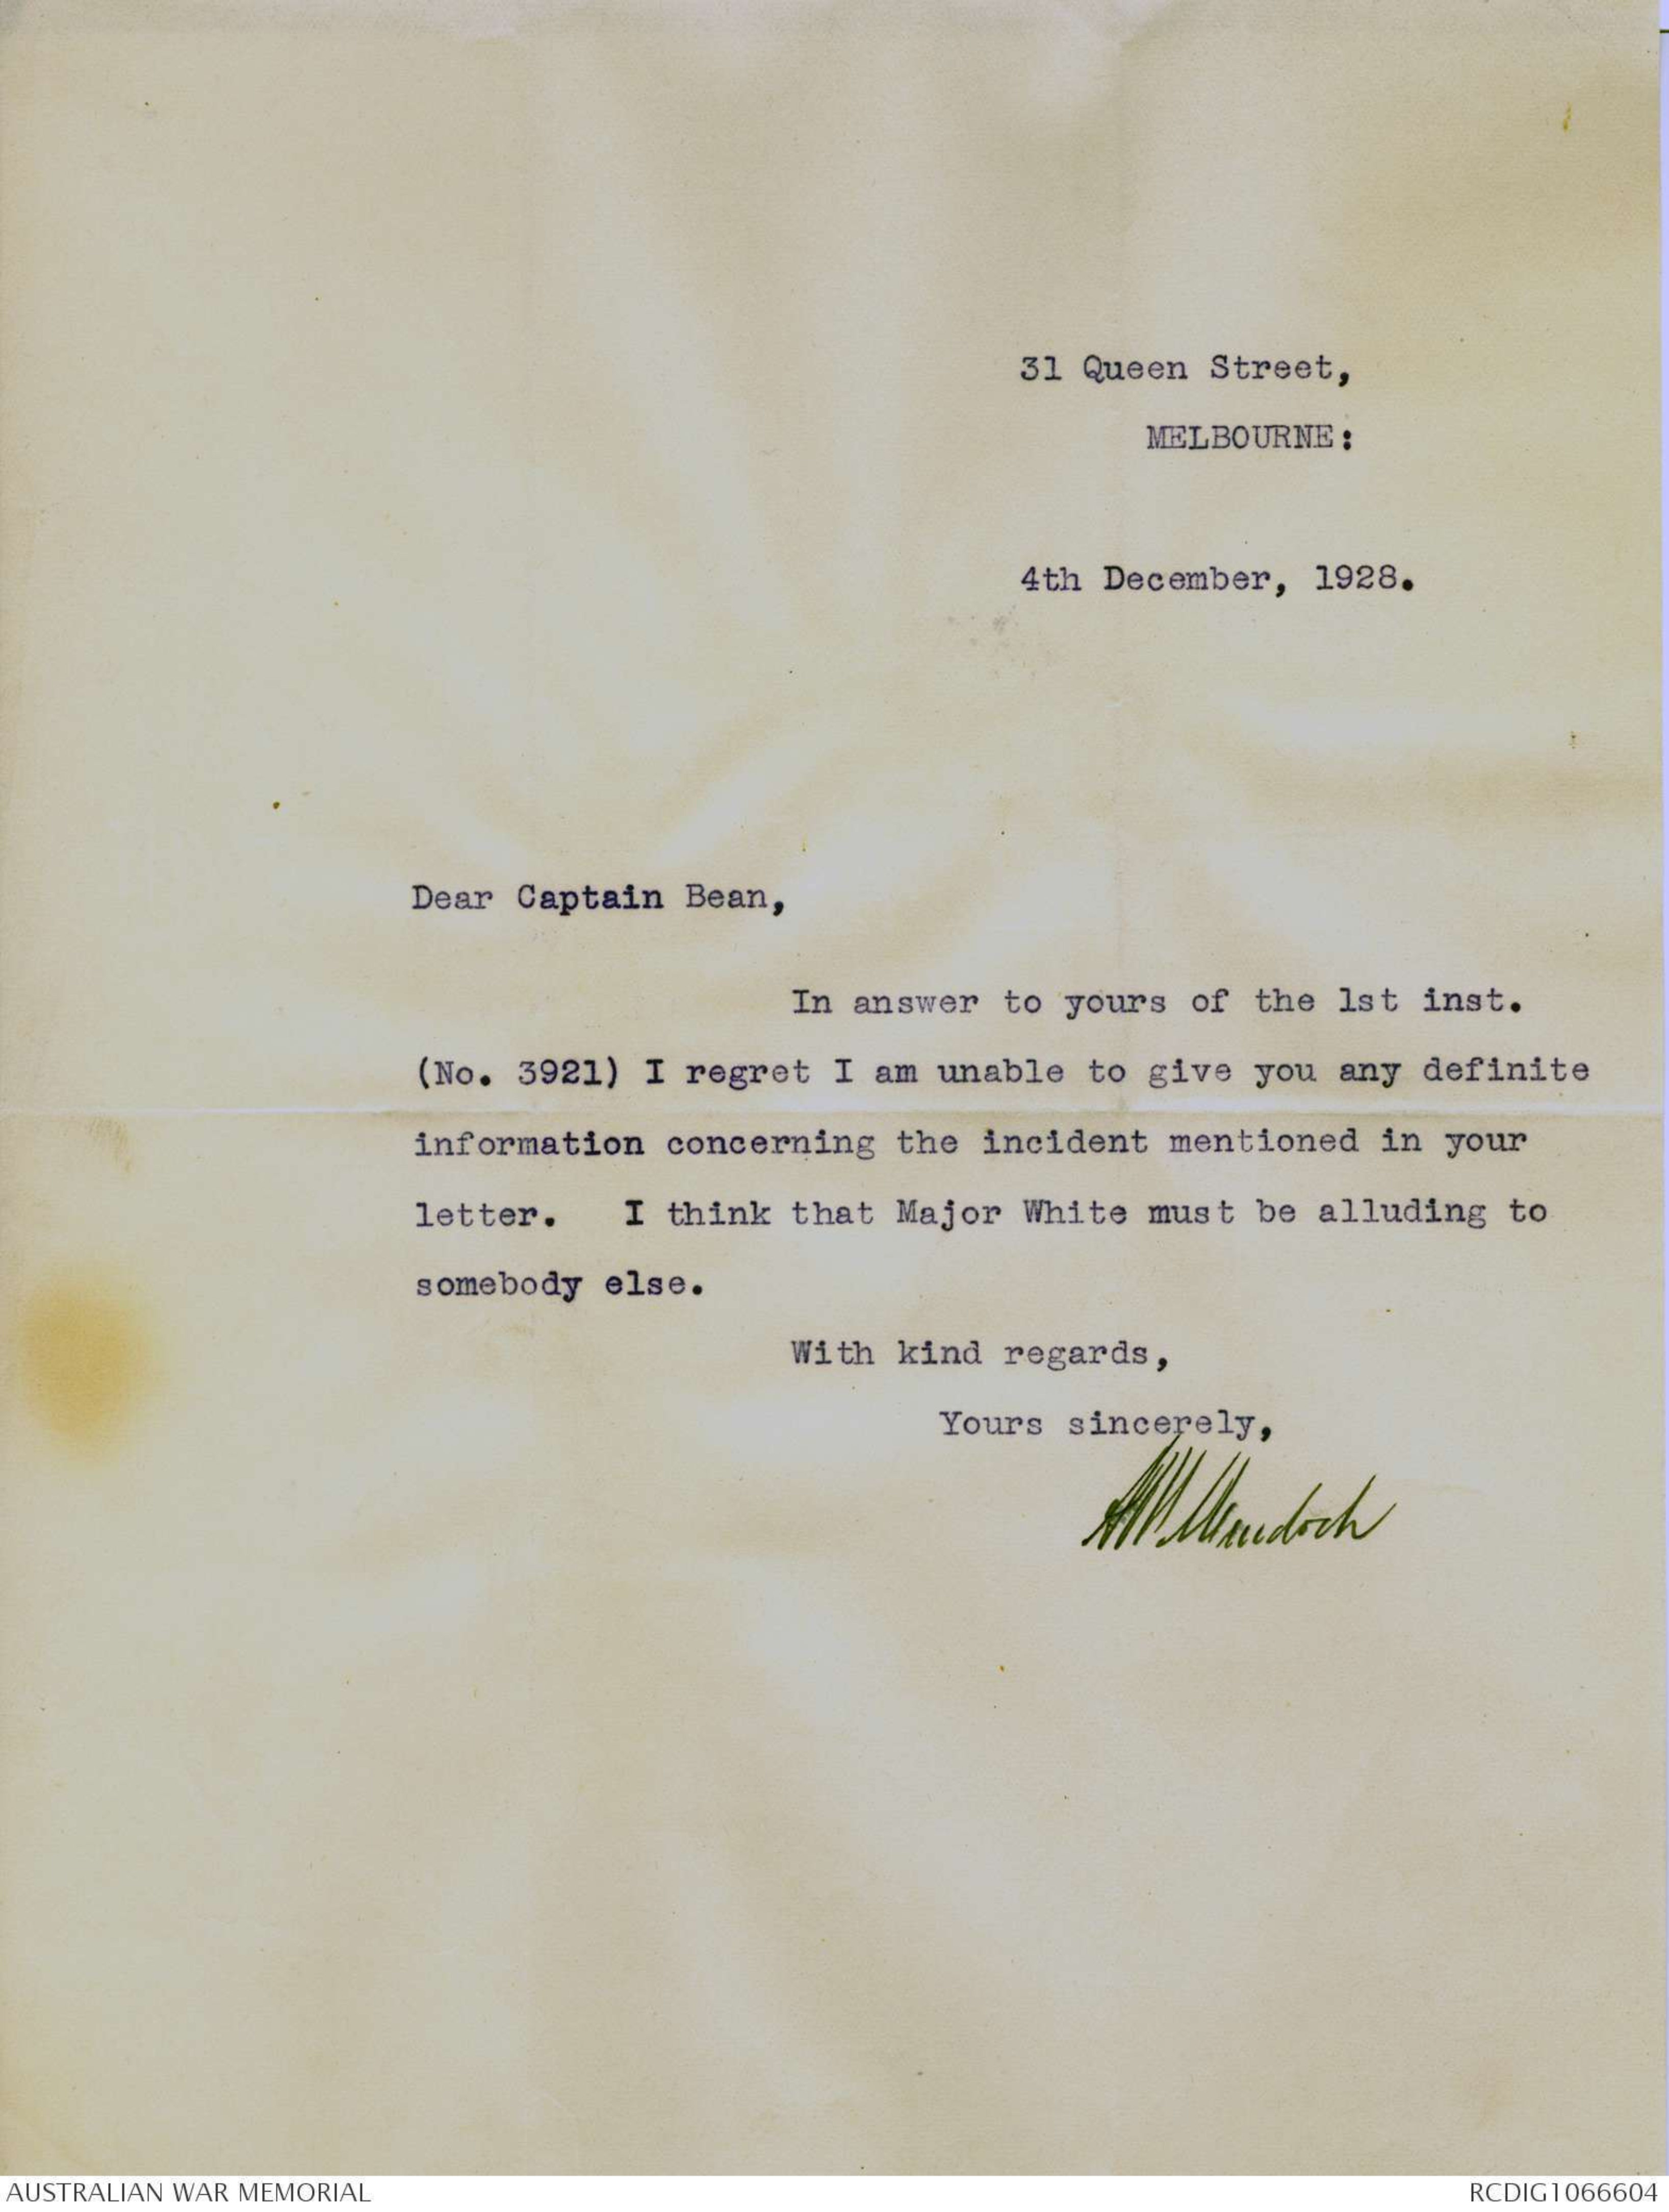 31 Queen Street,
MELBOURNE:
4th December, 1928.
Dear Captain Bean,
In answer to yours of the 1st inst.
(No. 3921) I regret I am unable to give you any definite
information concerning the incident mentioned in your
letter. I think that Major White must be alluding to
somebody else.
With kind regards,
Yours sincerely,
Murdoch
AUSTRALIAN WAR MEMORIAL
RCDIG1066604